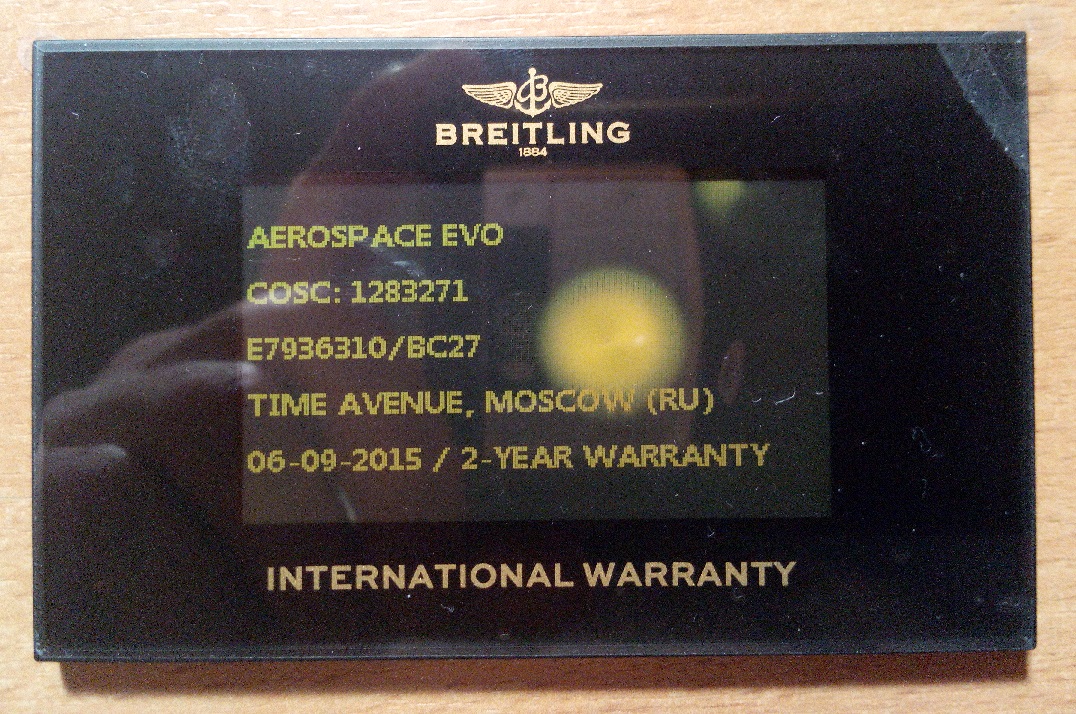 B
BREITLING
1884
AEROSPACE EVO
COSC: 1283271
E7936310/BC27
TIME AVENUE, MOSCOW (RU)
06-09-2015 / 2-YEAR WARRANTY
INTERNATIONAL WARRANTY